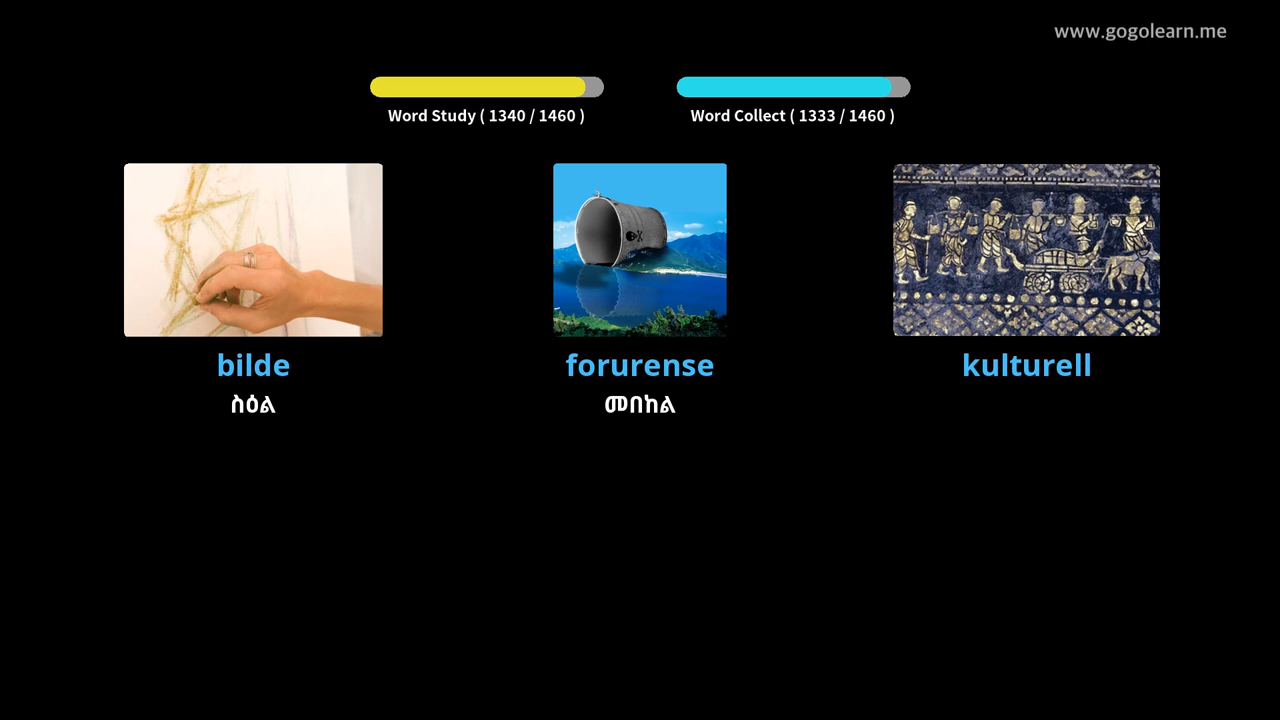 www.gogolearn.me
Word Study ( 1340 / 1460 )
Word Collect ( 1333 / 1460 )
bilde
forurense
kulturell
ስዕል
መበከል